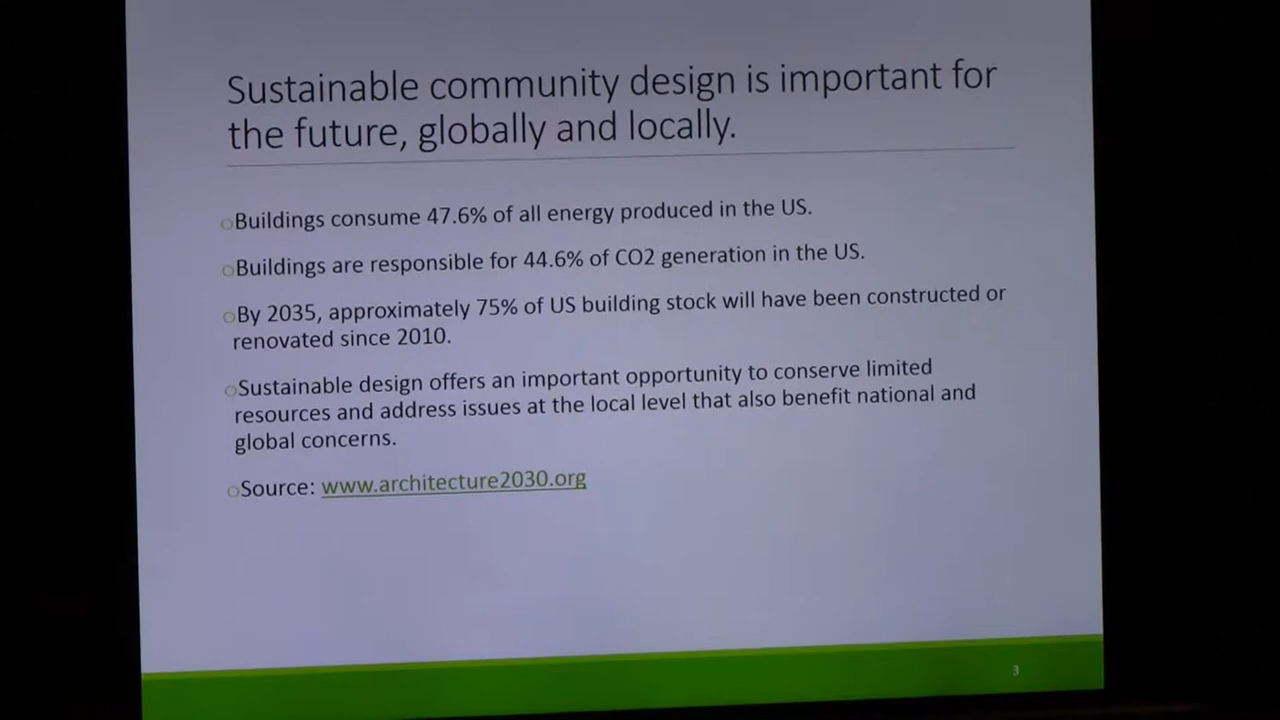 Sustainable community design is important for
the future, globally and locally.
Buildings consume 47.6% of all energy produced in the US.
Buildings are responsible for 44.6% of CO2 generation in the US.
By 2035, approximately 75% of US building stock will have been constructed or
renovated since 2010.
Sustainable design offers an important opportunity to conserve limited
resources and address issues at the local level that also benefit national and
global concerns.
Source: www.architecture2030.org
3